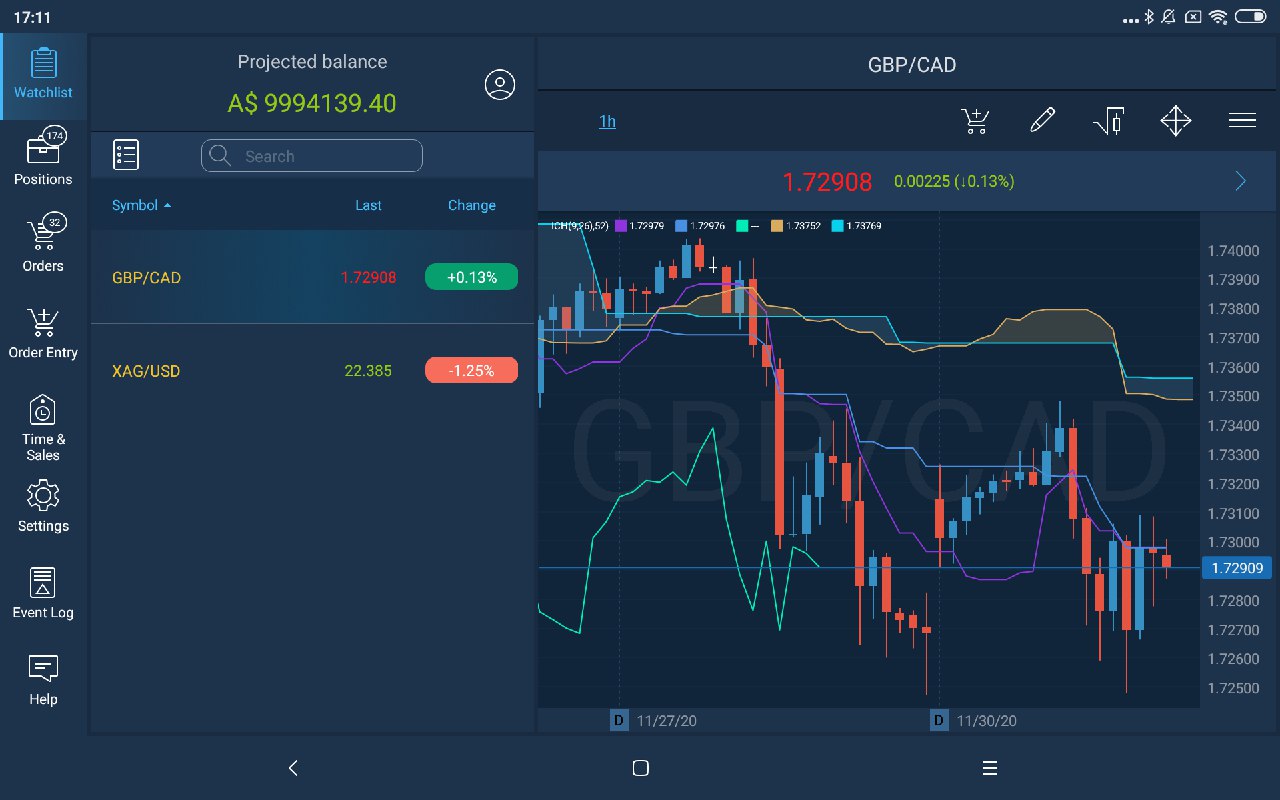 17:11
Watchlist
174
Positions
32
Orders
Order Entry
Time &
Sales
Settings
Event Log
Help
Projected balance
A$ 9994139.40
Search
Symbol Last Change
GBP/CAD 1.72908 +0.13%
XAG/USD 22.385 -1.25%
GBP/CAD
1h
1.72908 0.00225 (↓0.13%)
ICH(9,26),52) 1.72979 1.72976 — 1.73752 1.73769
GBP/CAD
1.74000
1.73900
1.73800
1.73700
1.73600
1.73500
1.73400
1.73300
1.73200
1.73100
1.73000
1.72909
1.72800
1.72700
1.72600
1.72500
D 11/27/20 D 11/30/20